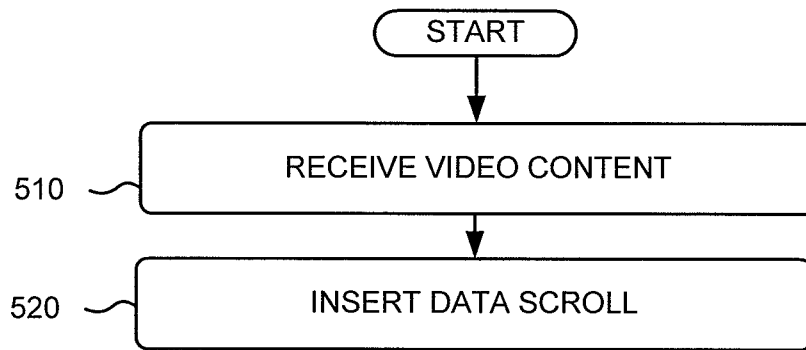 START
RECEIVE VIDEO CONTENT
510
INSERT DATA SCROLL
520